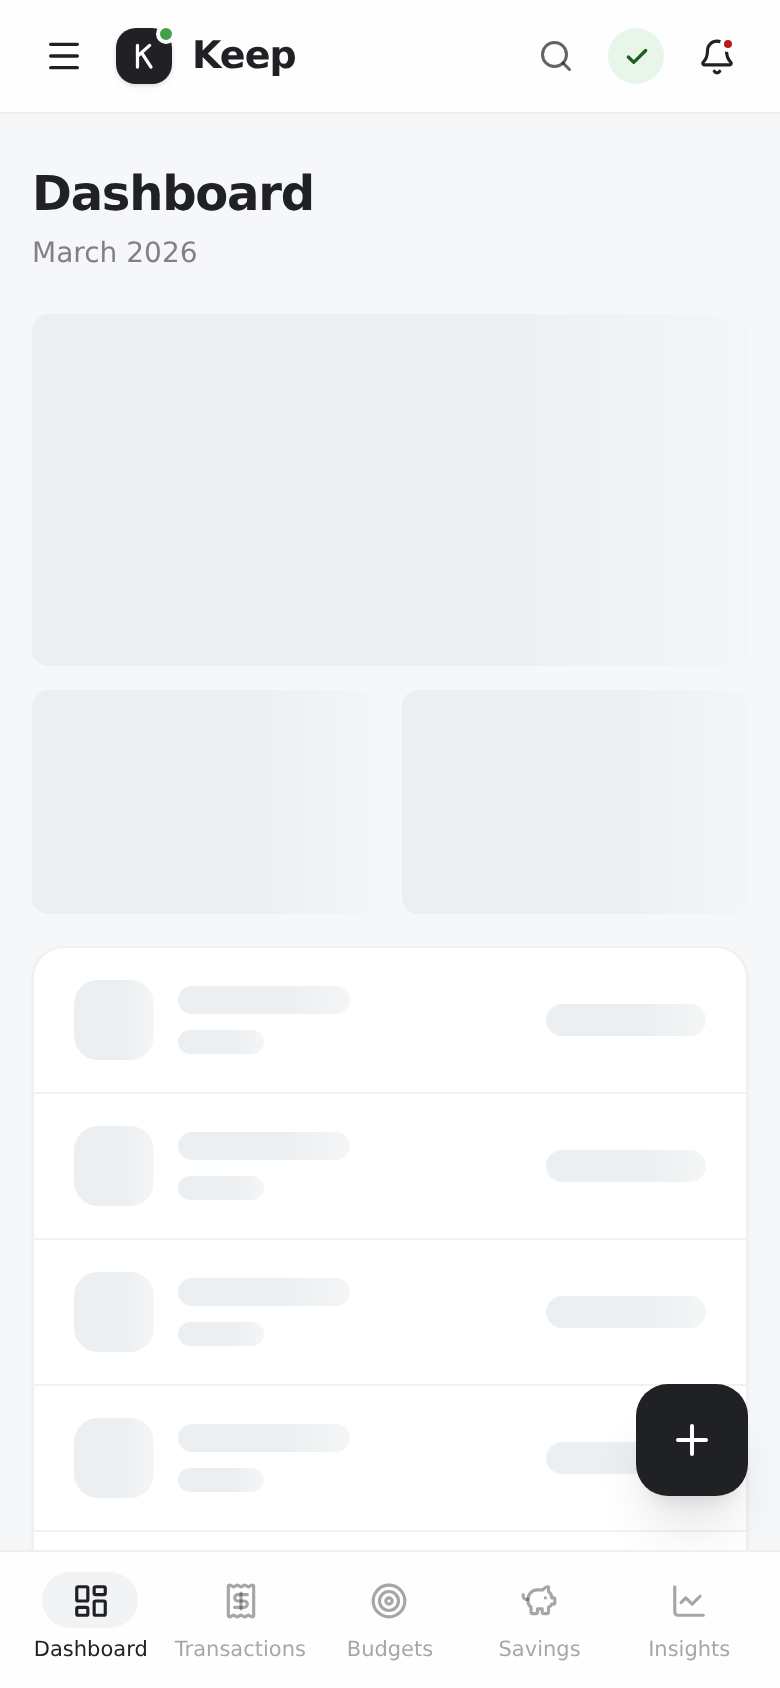 K
Keep
Dashboard
March 2026
Dashboard
Transactions
Budgets
Savings
Insights